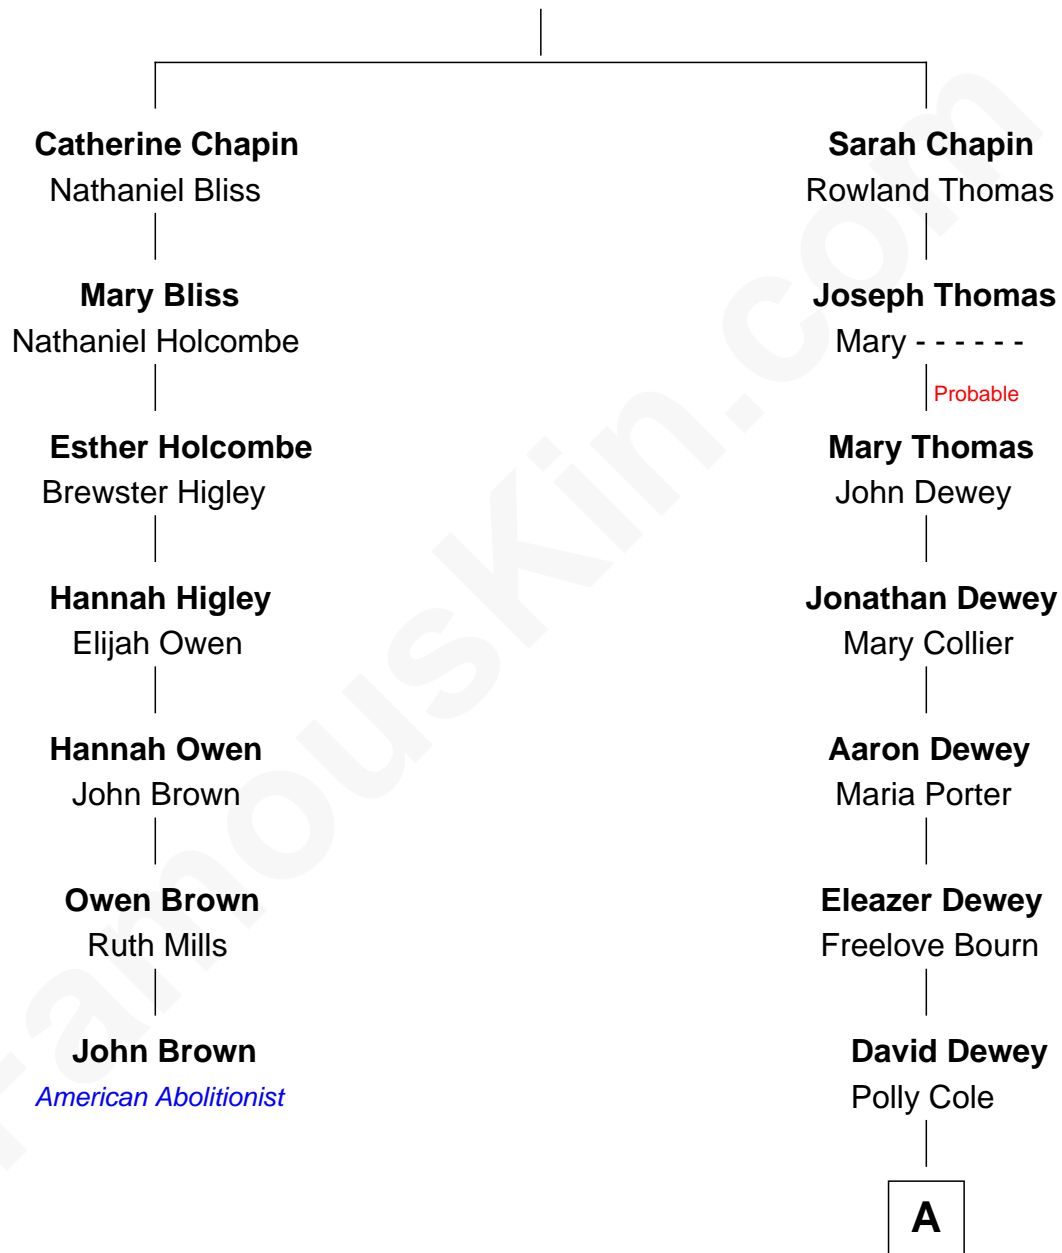 Catherine Chapin
Nathaniel Bliss
Mary Bliss
Nathaniel Holcombe
Esther Holcombe
Brewster Higley
Hannah Higley
Elijah Owen
Hannah Owen
John Brown
Owen Brown
Ruth Mills
John Brown
American Abolitionist
Sarah Chapin
Rowland Thomas
Joseph Thomas
Mary - - - - - -
Probable
Mary Thomas
John Dewey
Jonathan Dewey
Mary Collier
Aaron Dewey
Maria Porter
Eleazer Dewey
Freelove Bourn
David Dewey
Polly Cole
A
FamousKin.com